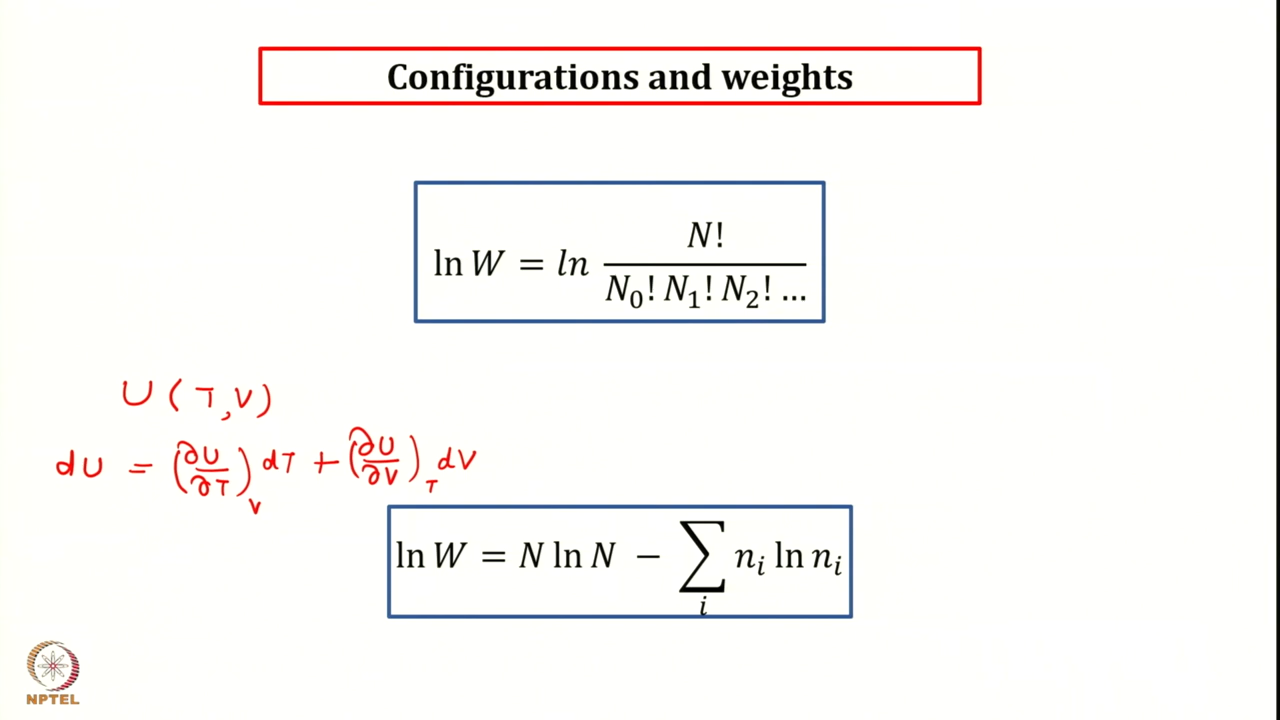 Configurations and weights
ln W = ln N! / N₀! N₁! N₂! ...
U (T, V)
dU = (∂U/∂T)_V dT + (∂U/∂V)_T dV
ln W = N ln N − ∑_i n_i ln n_i
NPTEL